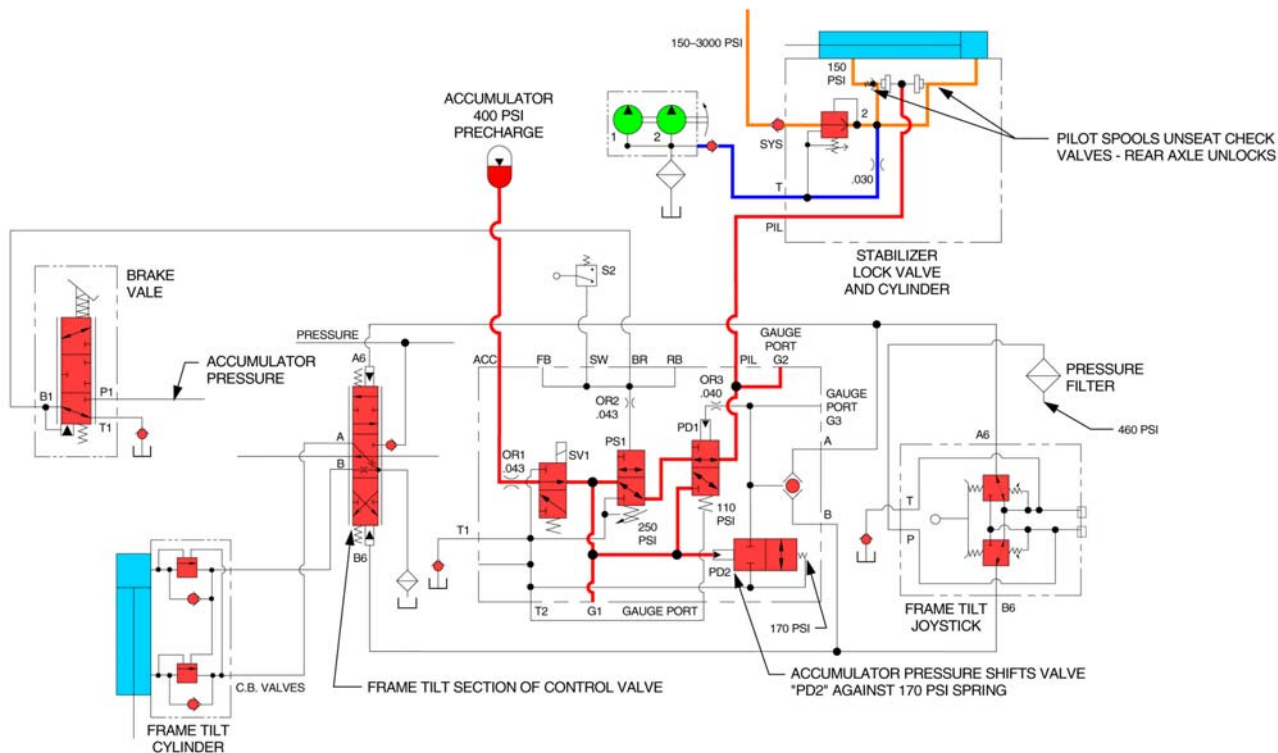 150–3000 PSI
150
PSI
ACCUMULATOR
400 PSI
PRECHARGE
1
2
2
SYS
.030
PILOT SPOOLS UNSEAT CHECK
VALVES - REAR AXLE UNLOCKS
T
PIL
STABILIZER
LOCK VALVE
AND CYLINDER
BRAKE
VALE
S2
PRESSURE
ACCUMULATOR
PRESSURE
A6
ACC
FB
SW
BR
RB
PIL
GAUGE
PORT
G2
PRESSURE
FILTER
OR3
.040
GAUGE
PORT
G3
OR2
.043
B1
P1
T1
460 PSI
A
B
OR1
.043
SV1
PS1
PD1
A
A6
110
PSI
250
PSI
B
T
P
T1
PD2
B6
T2
G1
GAUGE PORT
170 PSI
FRAME TILT
JOYSTICK
B6
C.B. VALVES
FRAME TILT SECTION OF CONTROL VALVE
ACCUMULATOR PRESSURE SHIFTS VALVE
"PD2" AGAINST 170 PSI SPRING
FRAME TILT
CYLINDER